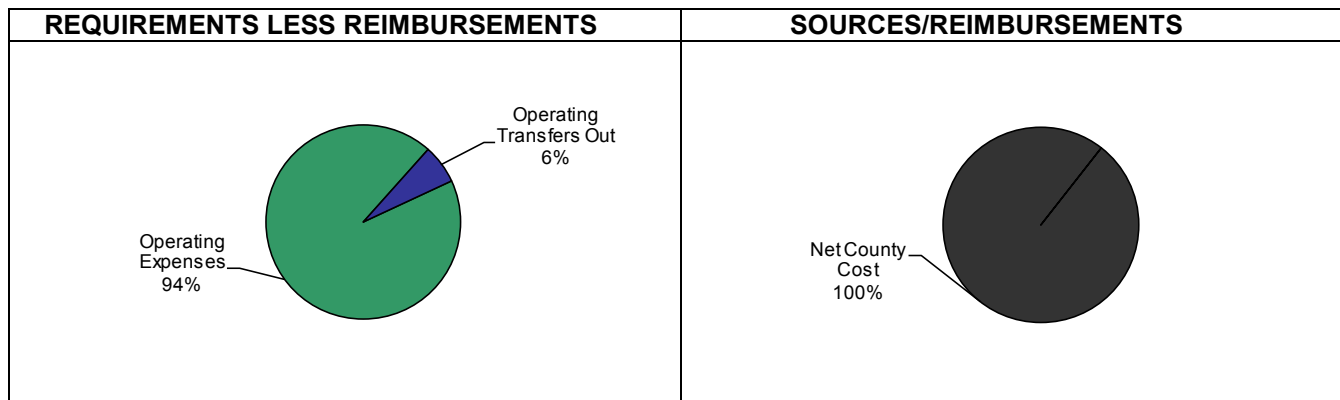 REQUIREMENTS LESS REIMBURSEMENTS
SOURCES/REIMBURSEMENTS
Operating
Transfers Out
6%
Operating
Expenses
94%
Net County
Cost
100%